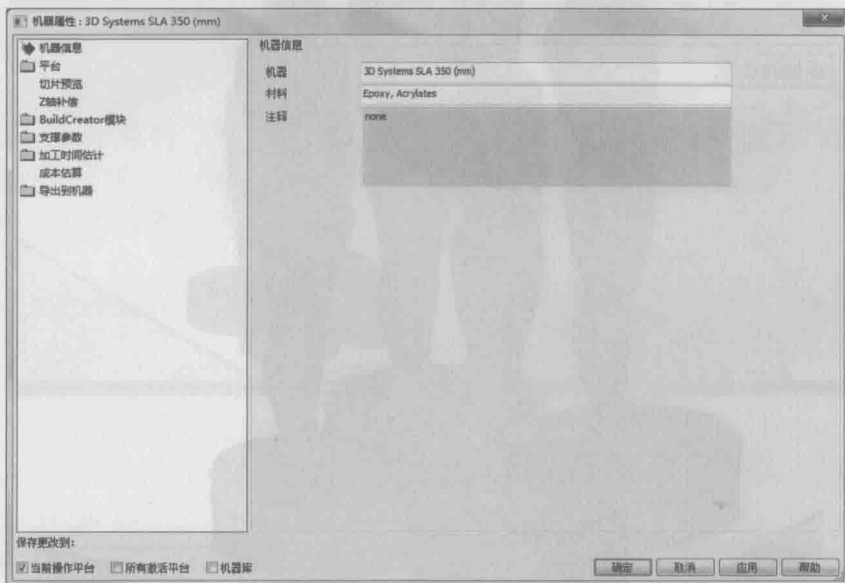 机器属性 : 3D Systems SLA 350 (mm)
机器信息
平台
切片预览
Z轴补偿
BuildCreator模块
支撑参数
加工时间估计
成本估算
导出到机器
机器信息
机器 3D Systems SLA 350 (mm)
材料 Epoxy, Acrylates
注释 none
保存更改到:
当前操作平台 所有激活平台 机器库
确定 取消 应用 帮助